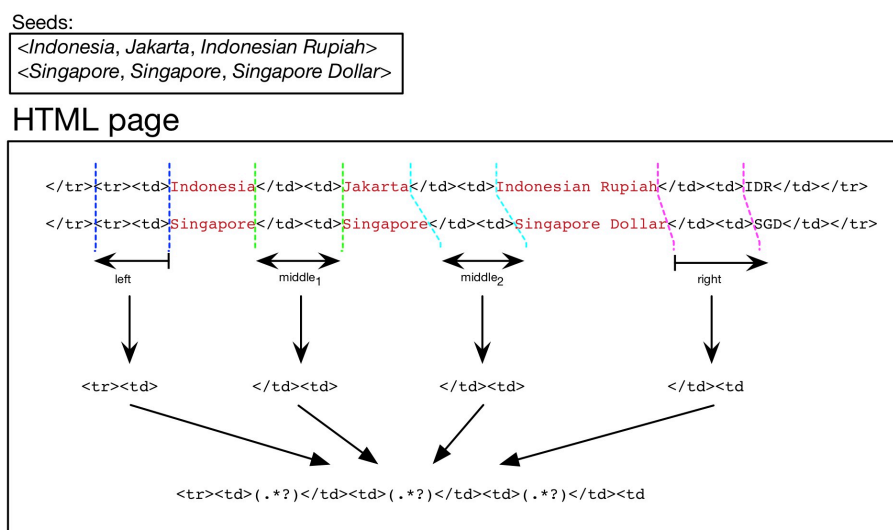 Seeds:
<Indonesia, Jakarta, Indonesian Rupiah>
<Singapore, Singapore, Singapore Dollar>
HTML page
</tr><tr><td>Indonesia</td><td>Jakarta</td><td>Indonesian Rupiah</td><td>IDR</td></tr>
</tr><tr><td>Singapore</td><td>Singapore</td><td>Singapore Dollar</td><td>SGD</td></tr>
left middle1 middle2 right
<tr><td> </td><td> </td><td> </td><td
<tr><td>(.*?)</td><td>(.*?)</td><td>(.*?)</td><td